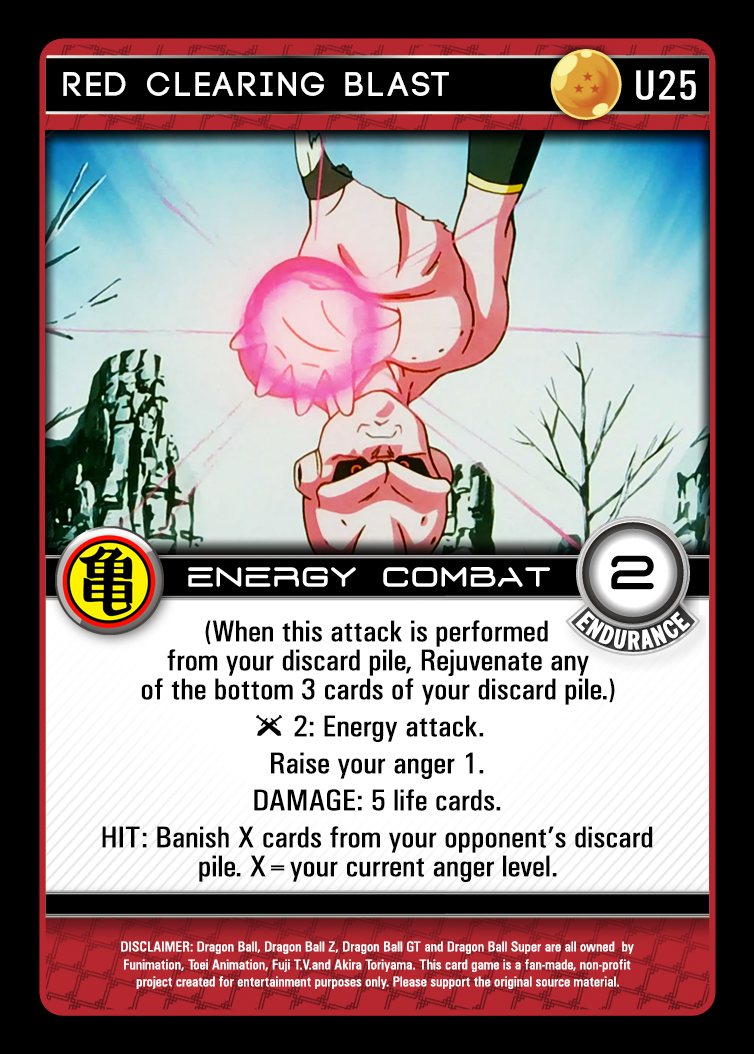 RED CLEARING BLAST U25
亀
ENERGY COMBAT
2
ENDURANCE
(When this attack is performed
from your discard pile, Rejuvenate any
of the bottom 3 cards of your discard pile.)
2: Energy attack.
Raise your anger 1.
DAMAGE: 5 life cards.
HIT: Banish X cards from your opponent's discard
pile. X = your current anger level.
DISCLAIMER: Dragon Ball, Dragon Ball Z, Dragon Ball GT and Dragon Ball Super are all owned by
Funimation, Toei Animation, Fuji T.V.and Akira Toriyama. This card game is a fan-made, non-profit
project created for entertainment purposes only. Please support the original source material.